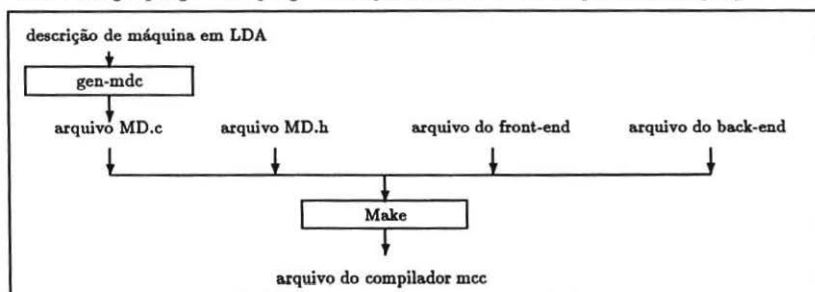 descrição de máquina em LDA
gen-mdc
arquivo MD.c arquivo MD.h arquivo do front-end arquivo do back-end
Make
arquivo do compilador mcc